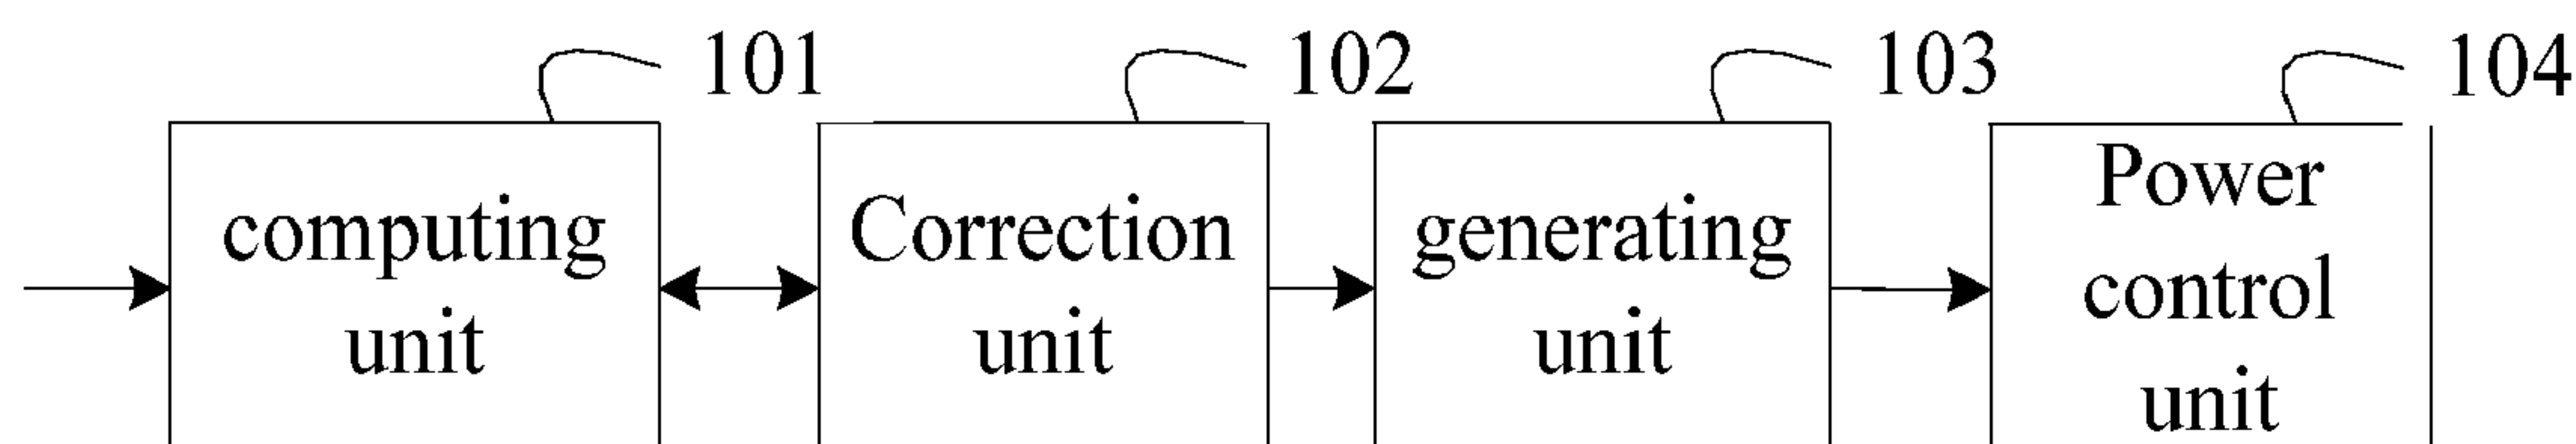 101
102
103
104
computing
unit
Correction
unit
generating
unit
Power
control
unit